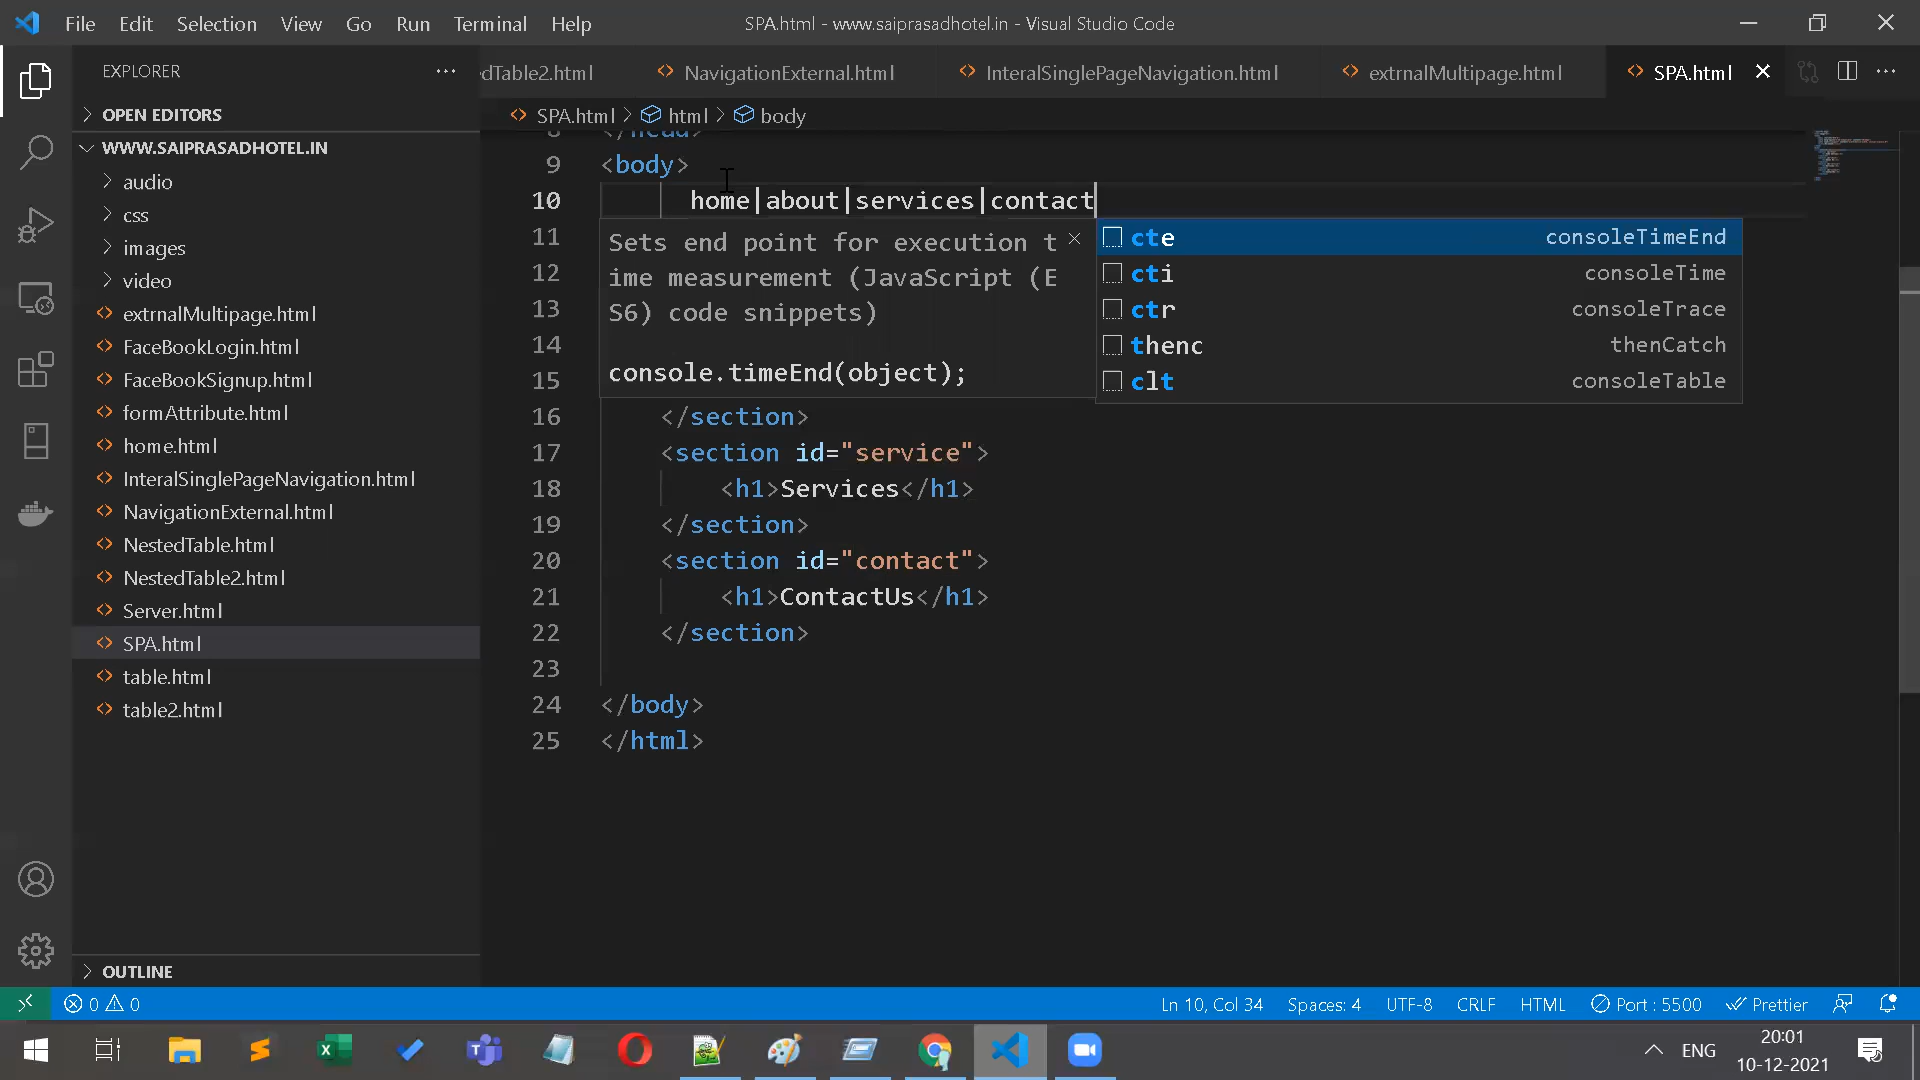 File Edit Selection View Go Run Terminal Help
SPA.html - www.saiprasadhotel.in - Visual Studio Code
EXPLORER
OPEN EDITORS
WWW.SAIPRASADHOTEL.IN
audio
css
images
video
extrnalMultipage.html
FaceBookLogin.html
FaceBookSignup.html
formAttribute.html
home.html
InteralSinglePageNavigation.html
NavigationExternal.html
NestedTable.html
NestedTable2.html
Server.html
SPA.html
table.html
table2.html
OUTLINE
dTable2.html NavigationExternal.html InteralSinglePageNavigation.html extrnalMultipage.html SPA.html
SPA.html > html > body
8 </head>
9 <body>
10 home|about|services|contact
11
12
13
14
15
16 </section>
17 <section id="service">
18 <h1>Services</h1>
19 </section>
20 <section id="contact">
21 <h1>ContactUs</h1>
22 </section>
23
24 </body>
25 </html>
Sets end point for execution t
ime measurement (JavaScript (E
S6) code snippets)
console.timeEnd(object);
cte consoleTimeEnd
cti consoleTime
ctr consoleTrace
thenc thenCatch
clt consoleTable
0 0 Ln 10, Col 34 Spaces: 4 UTF-8 CRLF HTML Port : 5500 Prettier
ENG
20:01
10-12-2021